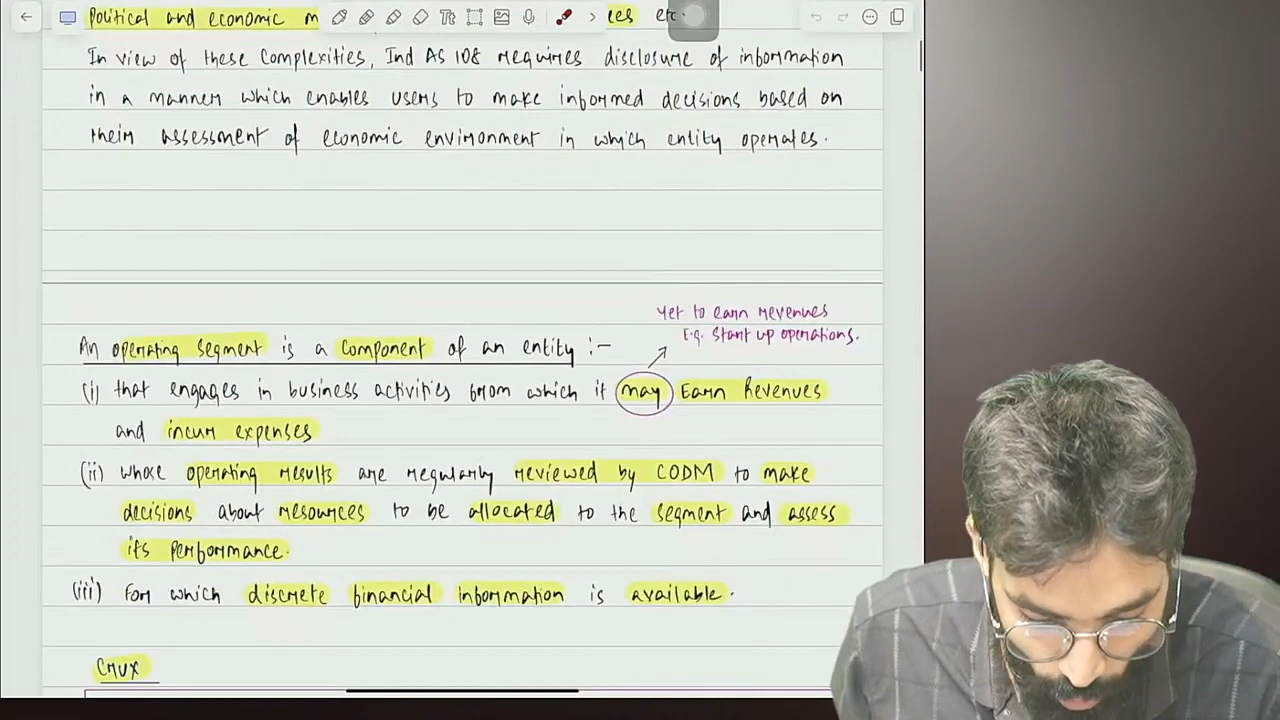 Political and economic
etc.
In view of these Complexities, Ind AS 108 requires disclosure of information
in a manner which enables users to make informed decisions based on
their assessment of economic environment in which entity operates.
yet to earn revenues
E.g. Start up operations.
An operating segment is a component of an entity :-
(i) that engages in business activities from which it may Earn Revenues
and incur expenses
(ii) whose operating results are regularly reviewed by CODM to make
decisions about resources to be allocated to the segment and assess
its performance.
(iii) For which discrete financial information is available.
Crux